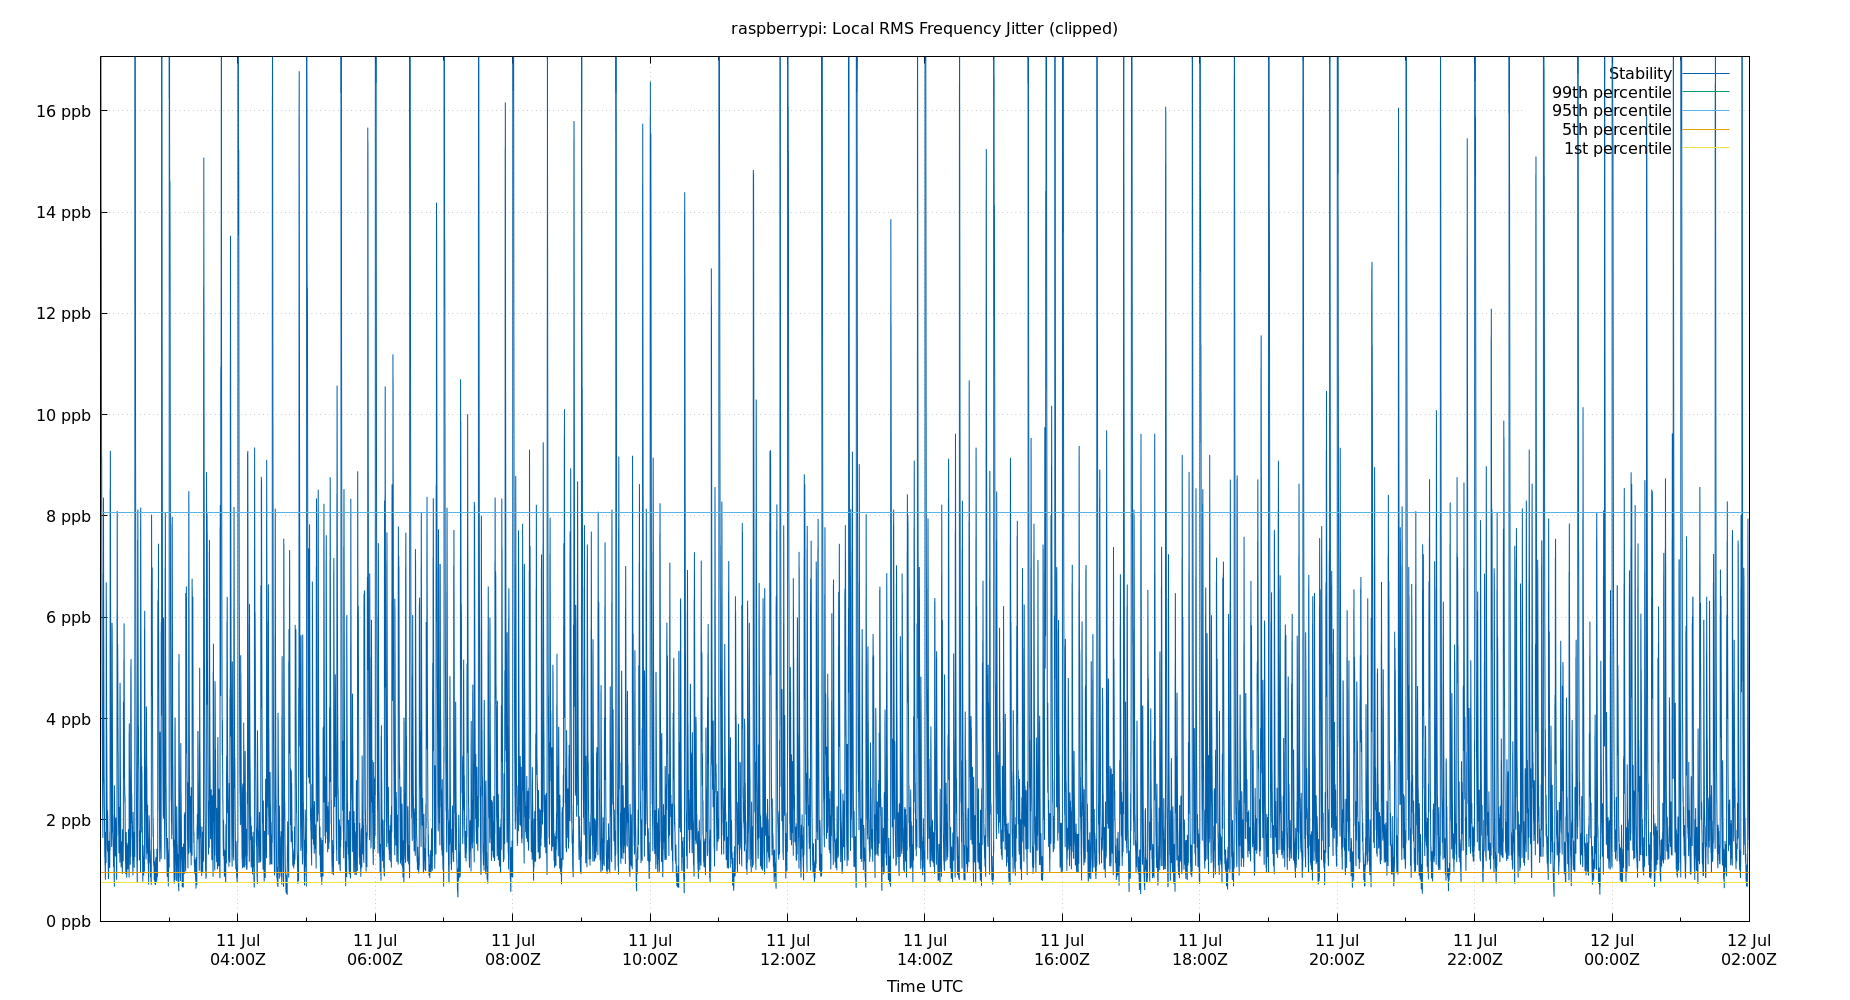 raspberrypi: Local RMS Frequency Jitter (clipped)
Stability
99th percentile
95th percentile
5th percentile
1st percentile
16 ppb
14 ppb
12 ppb
10 ppb
8 ppb
6 ppb
4 ppb
2 ppb
0 ppb
11 Jul 11 Jul 11 Jul 11 Jul 11 Jul 11 Jul 11 Jul 11 Jul 11 Jul 11 Jul 12 Jul 12 Jul
04:00Z 06:00Z 08:00Z 10:00Z 12:00Z 14:00Z 16:00Z 18:00Z 20:00Z 22:00Z 00:00Z 02:00Z
Time UTC